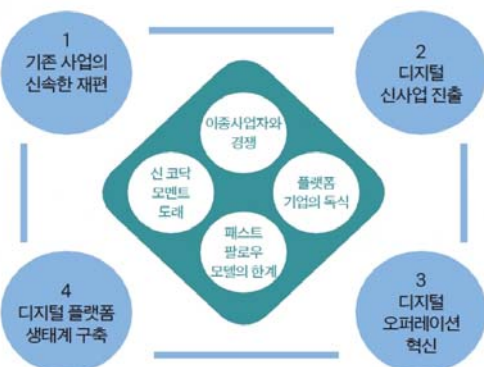 1
기존 사업의
신속한 재편
2
디지털
신사업 진출
이종사업자와
경쟁
신 코닥
모멘트
도래
플랫폼
기업의 독식
패스트
팔로우
모델의 한계
4
디지털 플랫폼
생태계 구축
3
디지털
오퍼레이션
혁신